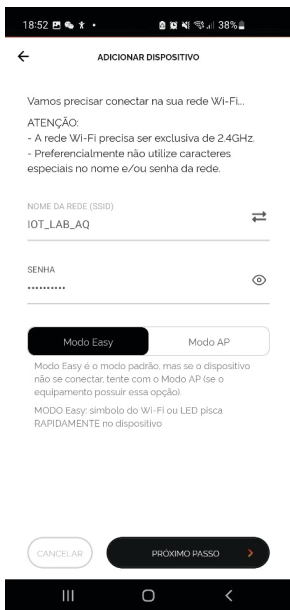 18:52 38%
ADICIONAR DISPOSITIVO
Vamos precisar conectar na sua rede Wi-Fi...
ATENÇÃO:
- A rede Wi-Fi precisa ser exclusiva de 2.4GHz.
- Preferencialmente não utilize caracteres
especiais no nome e/ou senha da rede.
NOME DA REDE (SSID)
IOT_LAB_AQ
SENHA
••••••••••
Modo Easy Modo AP
Modo Easy é o modo padrão, mas se o dispositivo
não se conectar, tente com o Modo AP (se o
equipamento possuir essa opção).
MODO Easy: símbolo do Wi-Fi ou LED pisca
RAPIDAMENTE no dispositivo
CANCELAR PRÓXIMO PASSO